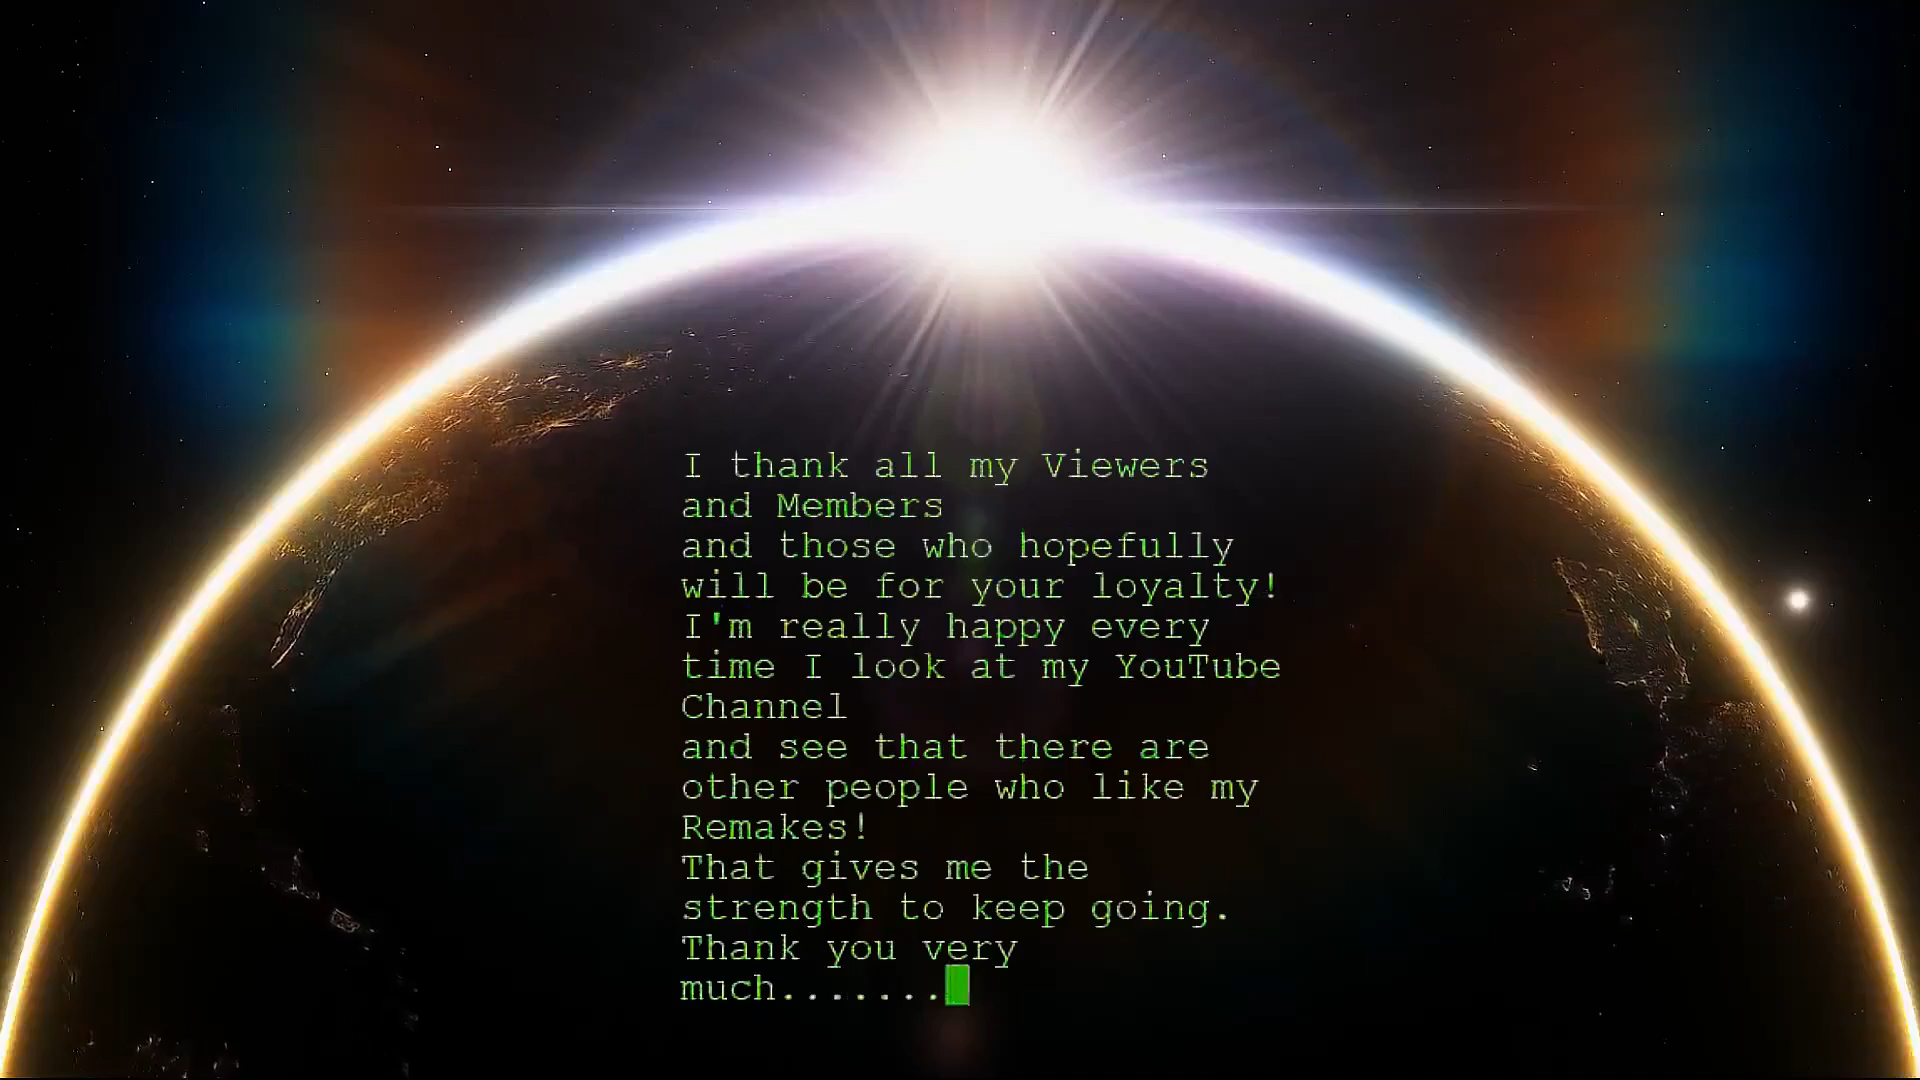 I thank all my Viewers
and Members
and those who hopefully
will be for your loyalty!
I'm really happy every
time I look at my YouTube
Channel
and see that there are
other people who like my
Remakes!
That gives me the
strength to keep going.
Thank you very
much.......